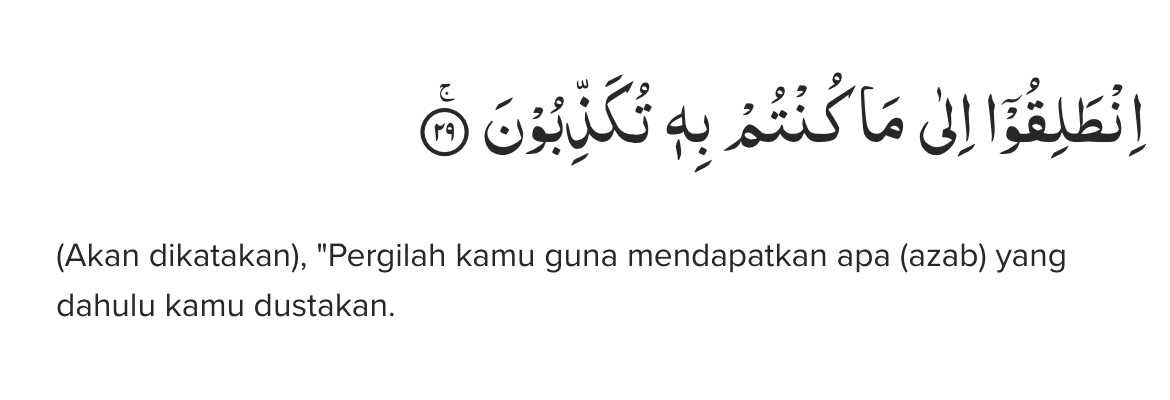 اِنْطَلِقُوْٓا اِلٰى مَا كُنْتُمْ بِهٖ تُكَذِّبُوْنَ ۚ ٢٩
(Akan dikatakan), "Pergilah kamu guna mendapatkan apa (azab) yang
dahulu kamu dustakan.